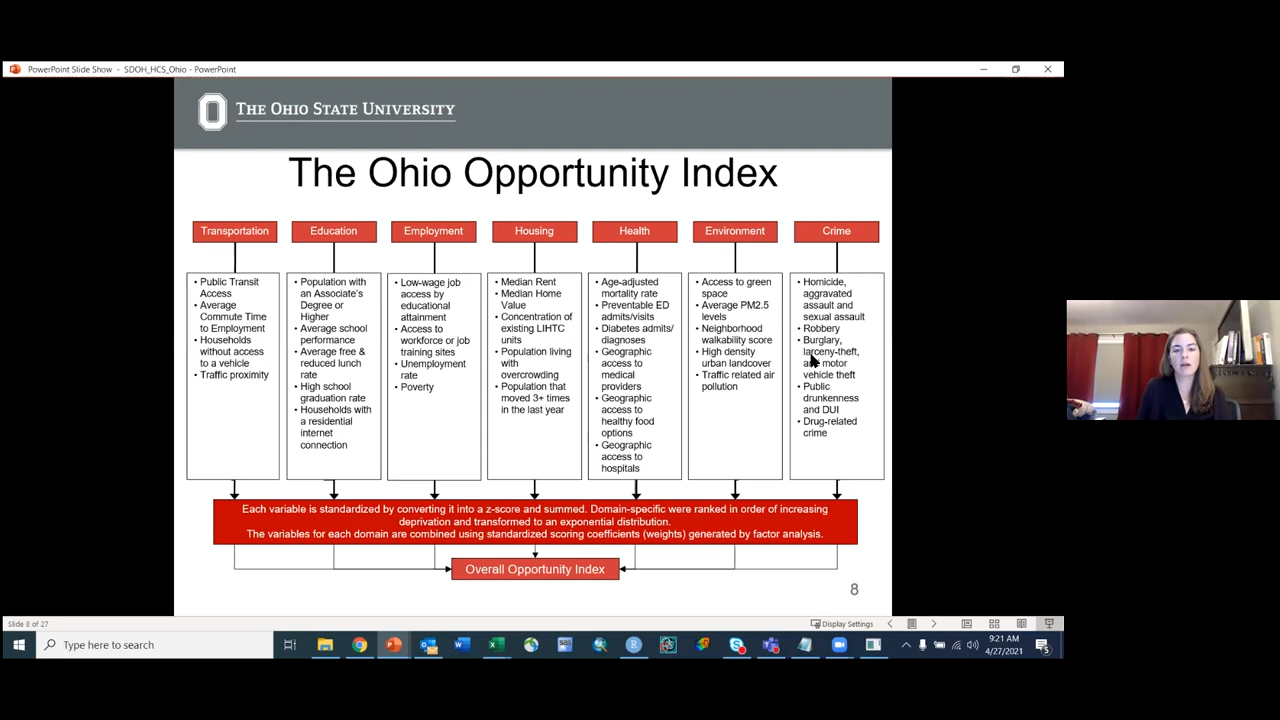 PowerPoint Slide Show - SDOH_HCS_Ohio - PowerPoint
THE OHIO STATE UNIVERSITY
The Ohio Opportunity Index
Transportation
• Public Transit
Access
• Average
Commute Time
to Employment
• Households
without access
to a vehicle
• Traffic proximity
Education
• Population with
an Associate's
Degree or
Higher
• Average school
performance
• Average free &
reduced lunch
rate
• High school
graduation rate
• Households with
a residential
internet
connection
Employment
• Low-wage job
access by
educational
attainment
• Access to
workforce or job
training sites
• Unemployment
rate
• Poverty
Housing
• Median Rent
• Median Home
Value
• Concentration of
existing LIHTC
units
• Population living
with
overcrowding
• Population that
moved 3+ times
in the last year
Health
• Age-adjusted
mortality rate
• Preventable ED
admits/visits
• Diabetes admits/
diagnoses
• Geographic
access to
medical
providers
• Geographic
access to
healthy food
options
• Geographic
access to
hospitals
Environment
• Access to green
space
• Average PM2.5
levels
• Neighborhood
walkability score
• High density
urban landcover
• Traffic related air
pollution
Crime
• Homicide,
aggravated
assault and
sexual assault
• Robbery
• Burglary,
larceny-theft,
and motor
vehicle theft
• Public
drunkenness
and DUI
• Drug-related
crime
Each variable is standardized by converting it into a z-score and summed. Domain-specific were ranked in order of increasing
deprivation and transformed to an exponential distribution.
The variables for each domain are combined using standardized scoring coefficients (weights) generated by factor analysis.
Overall Opportunity Index
8
Slide 8 of 27
Display Settings
Type here to search
9:21 AM
4/27/2021
5